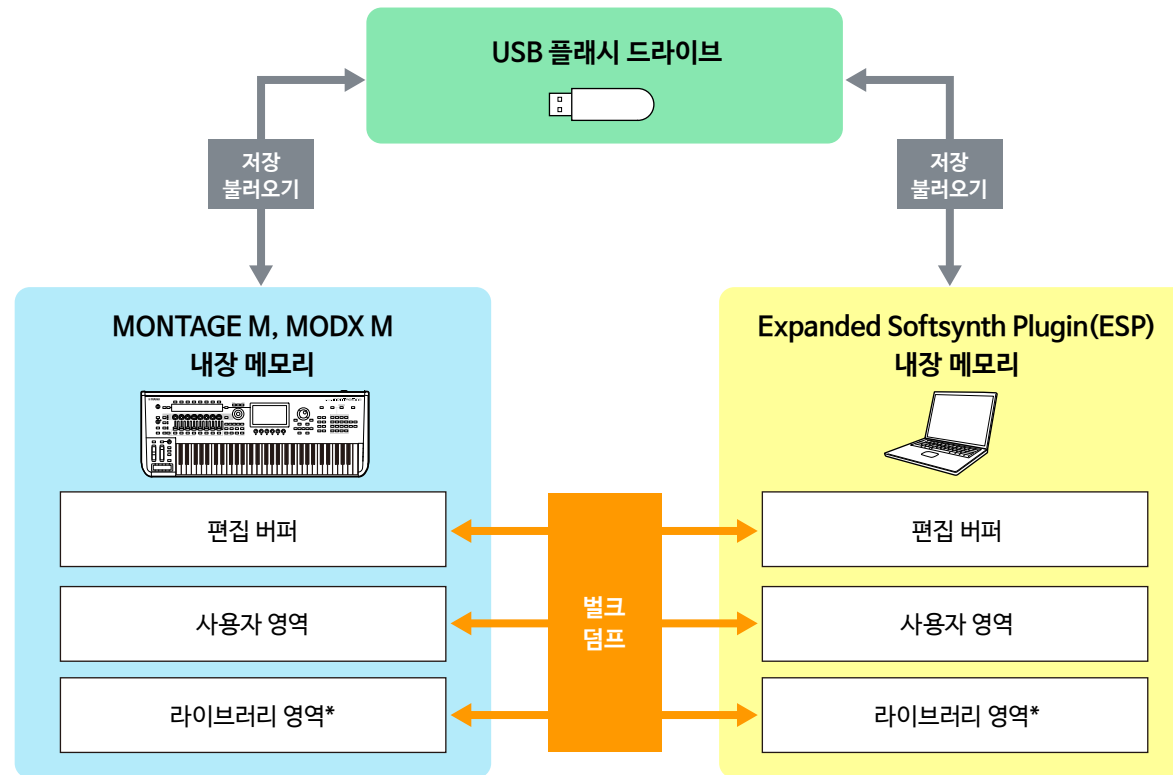 USB 플래시 드라이브
저장
불러오기
저장
불러오기
MONTAGE M, MODX M
내장 메모리
Expanded Softsynth Plugin(ESP)
내장 메모리
편집 버퍼
사용자 영역
라이브러리 영역*
벌크
덤프
편집 버퍼
사용자 영역
라이브러리 영역*